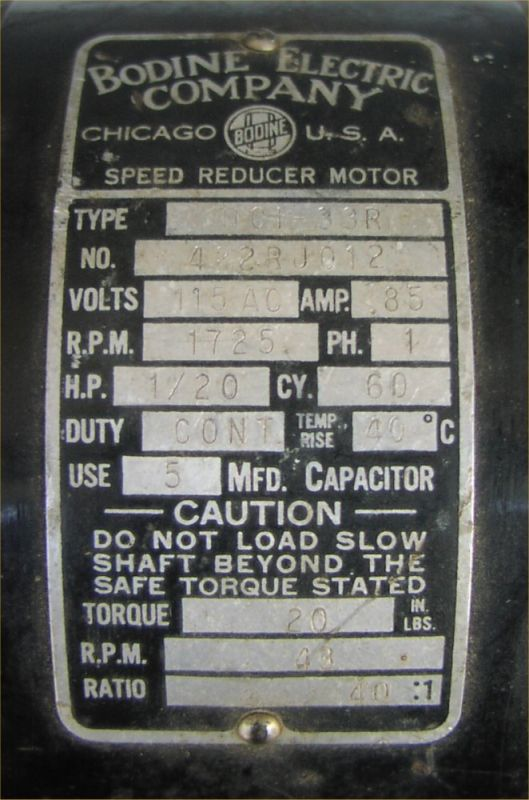 BODINE ELECTRIC
COMPANY
CHICAGO BODINE U.S.A.
SPEED REDUCER MOTOR
TYPE
NO.
VOLTS 115 AC AMP. .85
R.P.M. 1725 PH. 1
H.P. 1/20 CY. 60
DUTY CONT. TEMP. RISE 40 °C
USE 5 MFD. CAPACITOR
CAUTION
DO NOT LOAD SLOW
SHAFT BEYOND THE
SAFE TORQUE STATED
TORQUE 20 IN. LBS.
R.P.M. 43
RATIO 40 :1